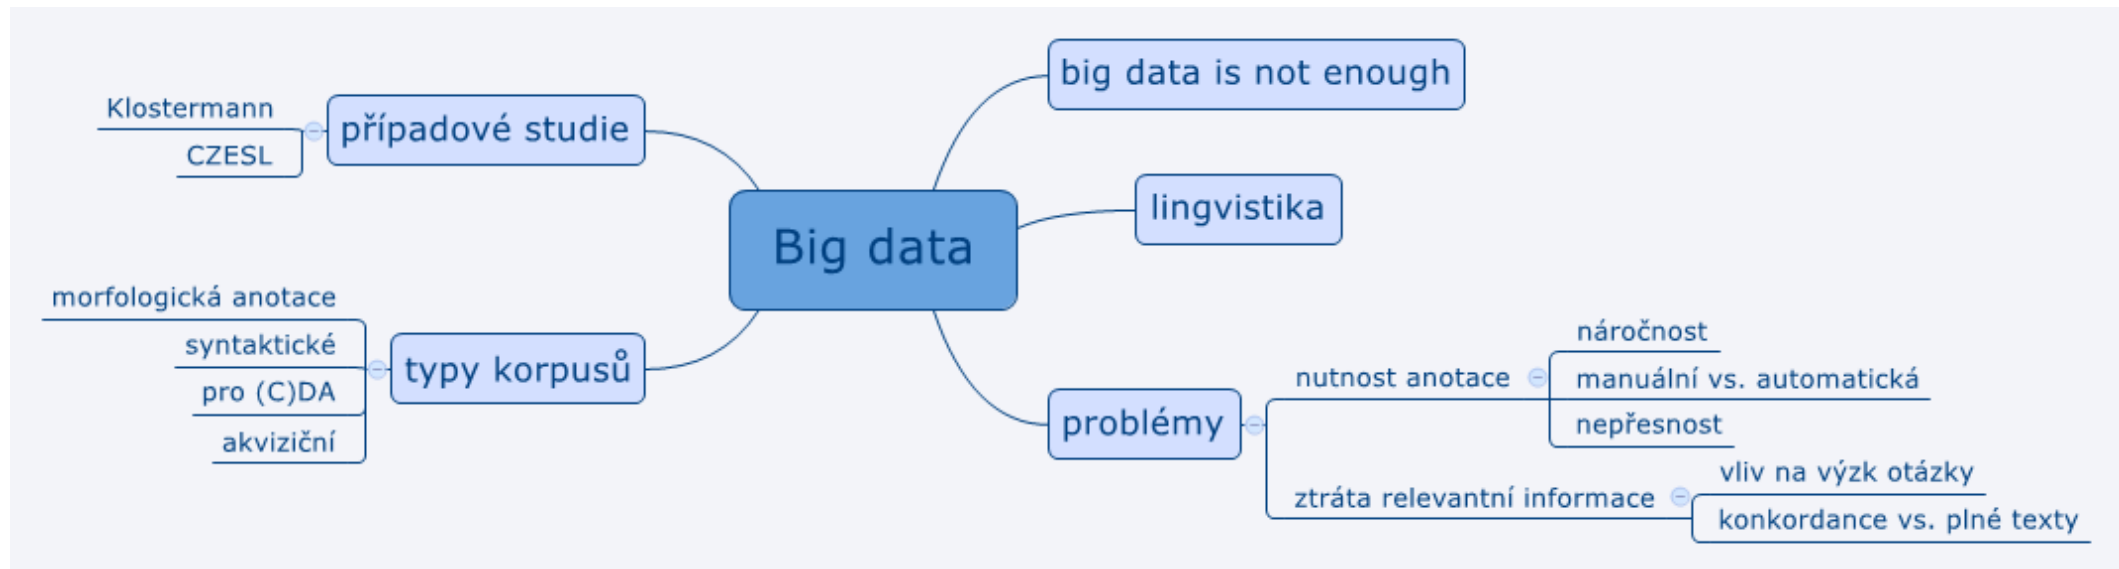 Big data
big data is not enough
lingvistika
problémy
nutnost anotace
náročnost
manuální vs. automatická
nepřesnost
ztráta relevantní informace
vliv na výzk otázky
konkordance vs. plné texty
případové studie
Klostermann
CZESL
typy korpusů
morfologická anotace
syntaktické
pro (C)DA
akviziční